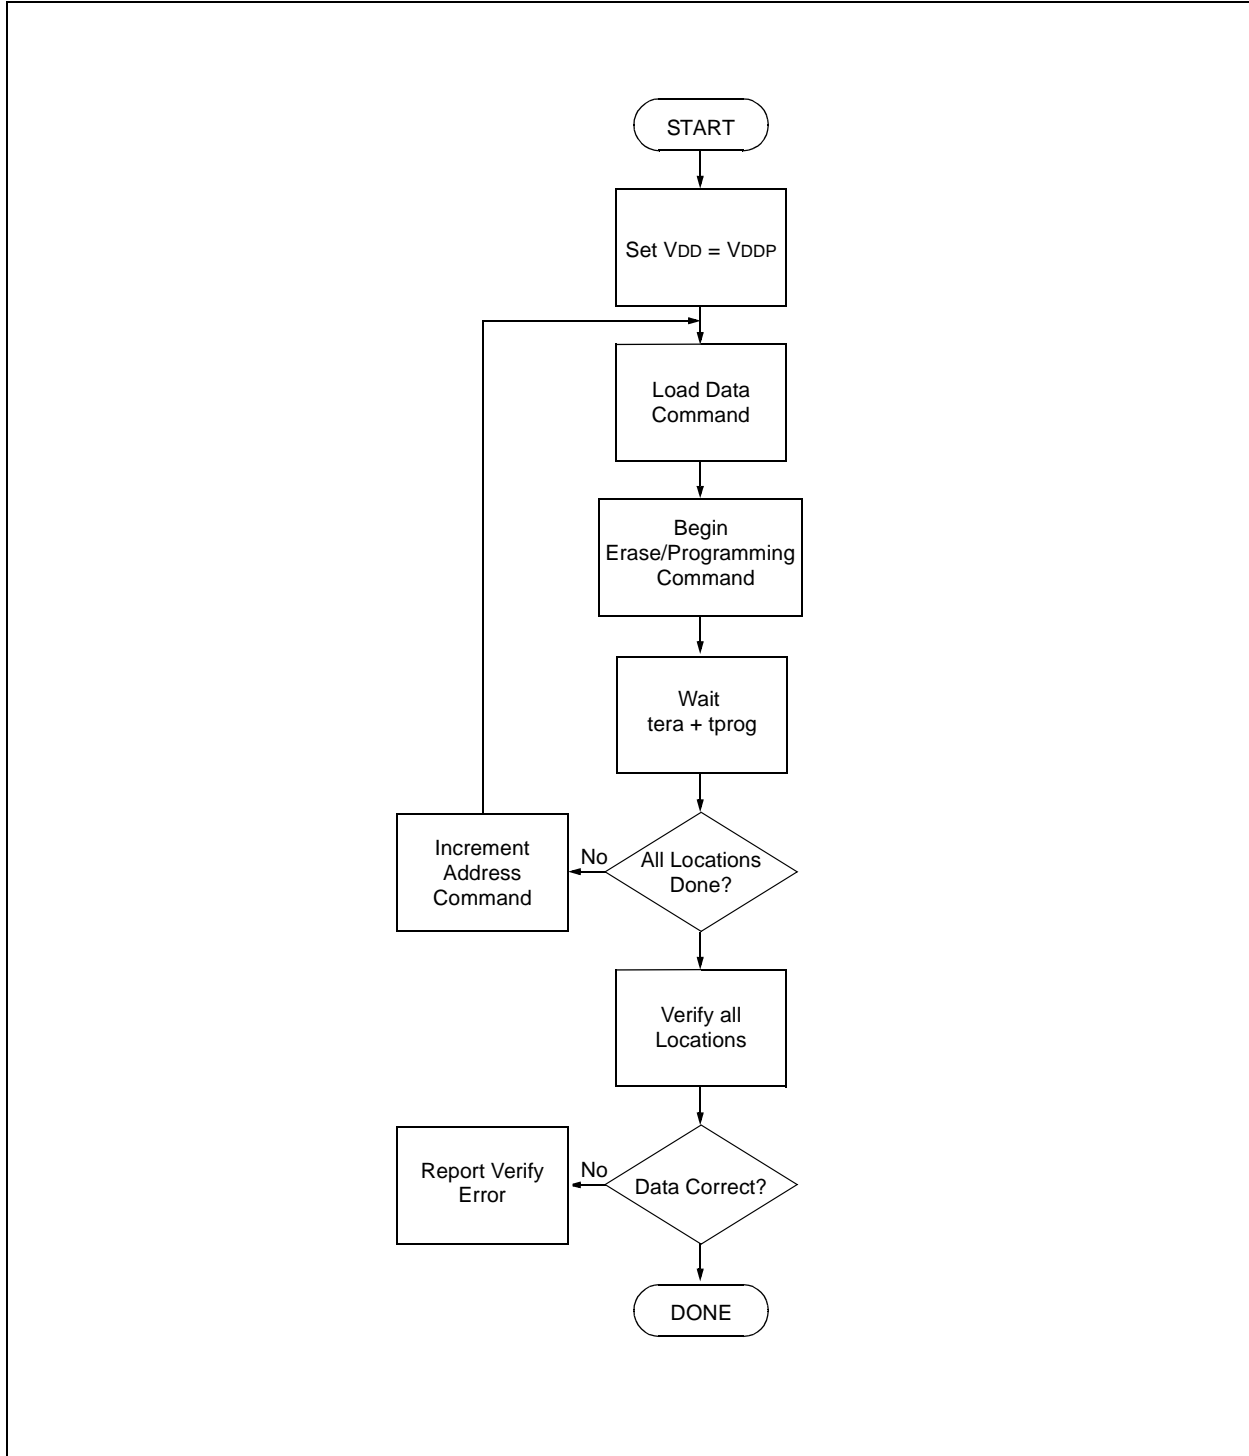 START
Set VDD = VDDP
Load Data
Command
Begin
Erase/Programming
Command
Wait
tera + tprog
Increment
Address
Command
No
All Locations
Done?
Verify all
Locations
Report Verify
Error
No
Data Correct?
DONE